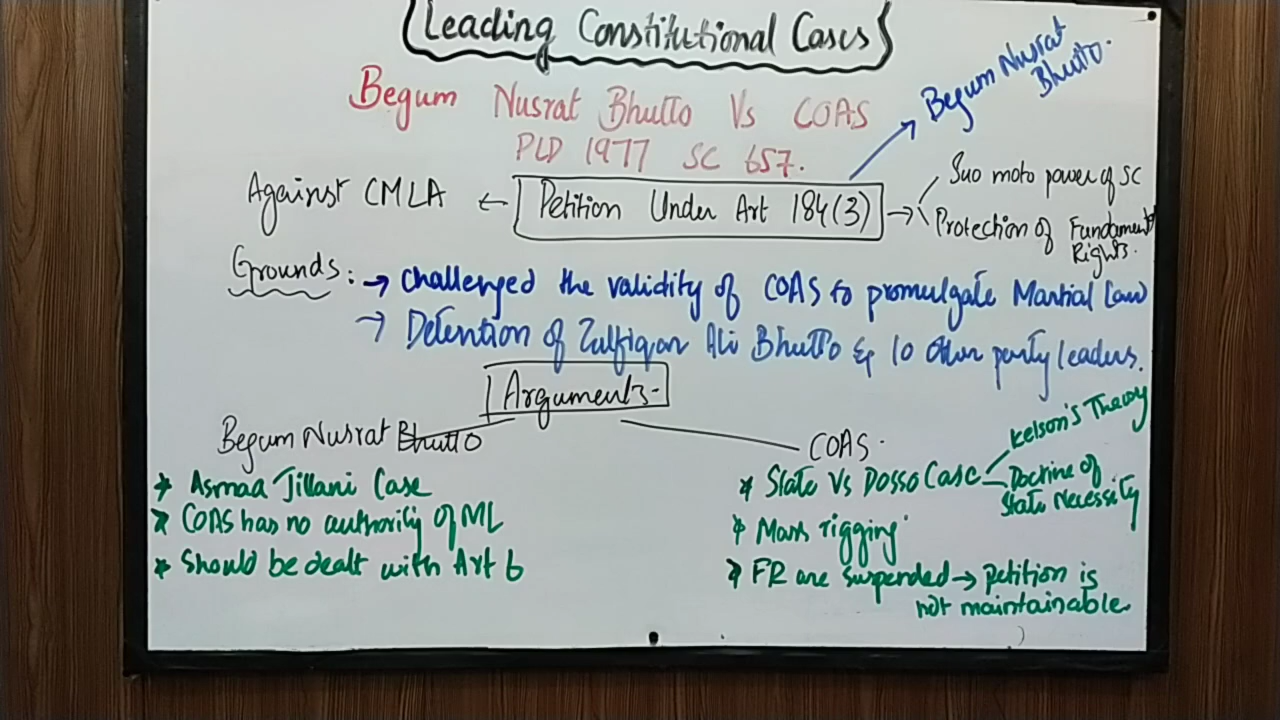 Leading Constitutional Cases
Begum Nusrat Bhutto Vs COAS
PLD 1977 SC 657.
Begum Nusrat
Bhutto.
Against CMLA ← Petition Under Art 184(3) →
Suo moto power of SC
Protection of Fundament
Rights.
Grounds: → Challenged the validity of COAS to promulgate Martial Law
→ Detention of Zulfiqar Ali Bhutto & 10 other party leaders.
Arguments-
Begum Nusrat Bhutto
* Asmaa Jillani Case
* COAS has no authority of ML
* Should be dealt with Art 6
COAS.
* State Vs Dosso Case
Kelson's Theory
Doctrine of
State Necessity
* Mass rigging
* FR are suspended → petition is
not maintainable.